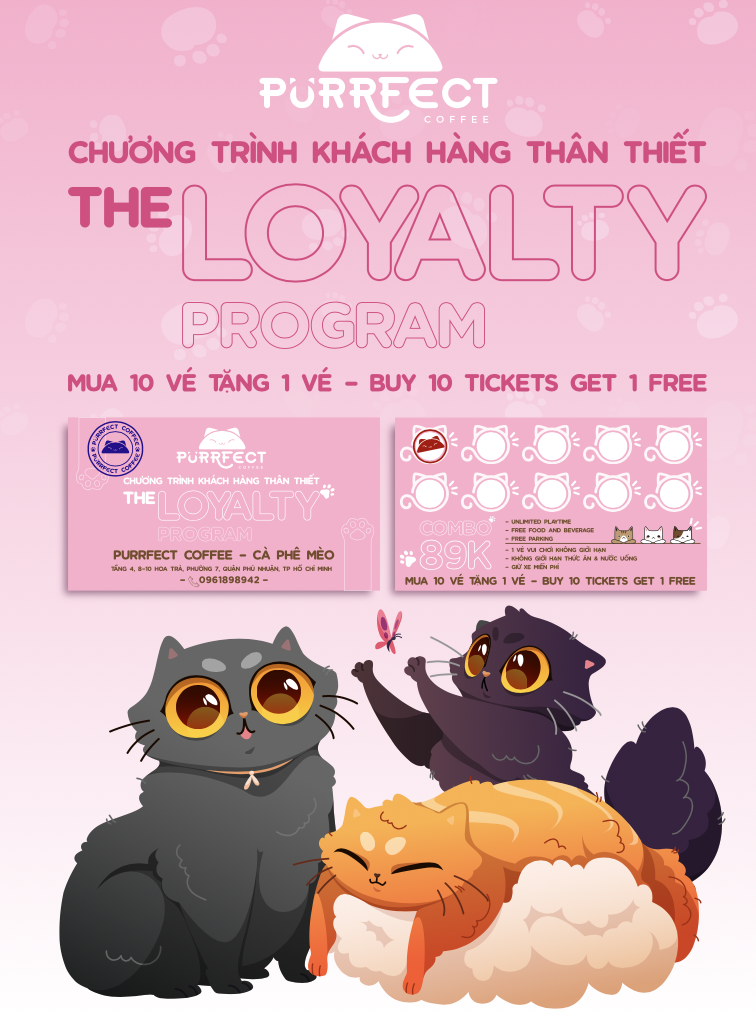 PURRFECT
COFFEE
CHƯƠNG TRÌNH KHÁCH HÀNG THÂN THIẾT
THE LOYALTY
PROGRAM
MUA 10 VÉ TẶNG 1 VÉ – BUY 10 TICKETS GET 1 FREE
PURRFECT COFFEE
PURRFECT COFFEE
PURRFECT
COFFEE
CHƯƠNG TRÌNH KHÁCH HÀNG THÂN THIẾT
THE LOYALTY
PROGRAM
PURRFECT COFFEE – CÀ PHÊ MÈO
TẦNG 4, 8-10 HOA TRÀ, PHƯỜNG 7, QUẬN PHÚ NHUẬN, TP HỒ CHÍ MINH
– 0961898942 –
COMBO
89K
– UNLIMITED PLAYTIME
– FREE FOOD AND BEVERAGE
– FREE PARKING
– 1 VÉ VUI CHƠI KHÔNG GIỚI HẠN
– KHÔNG GIỚI HẠN THỨC ĂN & NƯỚC UỐNG
– GIỮ XE MIỄN PHÍ
MUA 10 VÉ TẶNG 1 VÉ – BUY 10 TICKETS GET 1 FREE